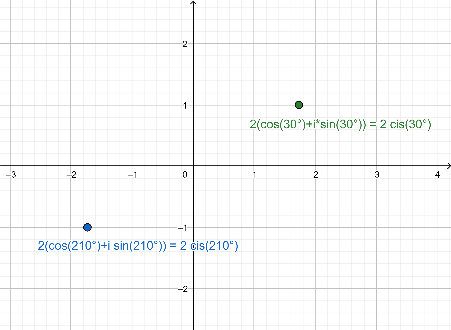 2
1
2(cos(30°)+i*sin(30°)) = 2 cis(30°)
−3 −2 −1 0 1 2 3 4
−1
2(cos(210°)+i sin(210°)) = 2 cis(210°)
−2